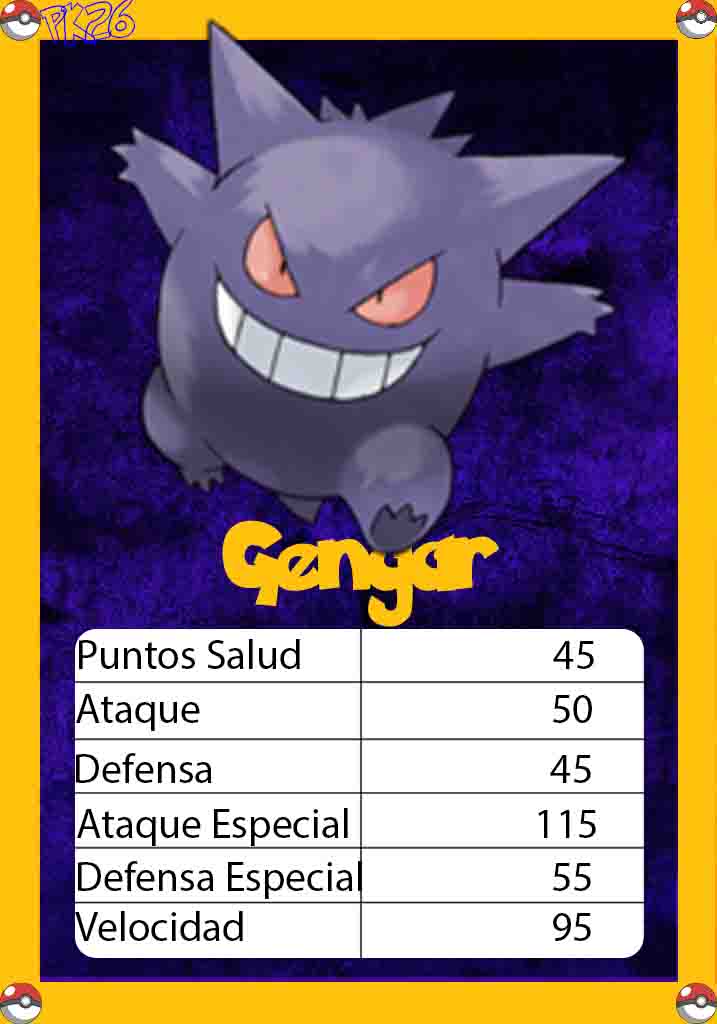 PK26
Gengar
Puntos Salud 45
Ataque 50
Defensa 45
Ataque Especial 115
Defensa Especial 55
Velocidad 95